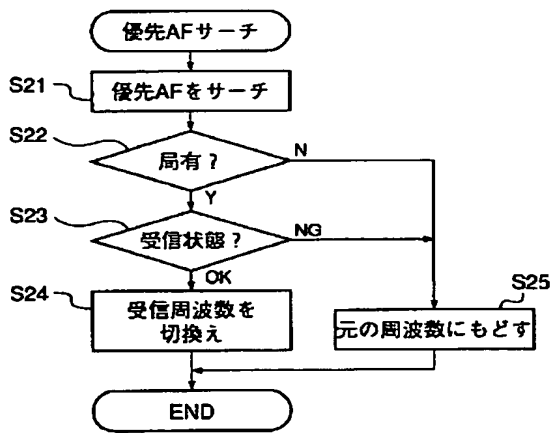 優先AFサーチ
S21
優先AFをサーチ
S22
局有?
N
Y
S23
受信状態?
NG
OK
S24
受信周波数を
切換え
S25
元の周波数にもどす
END